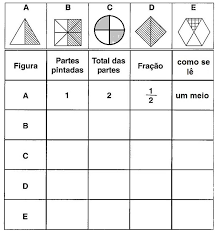 A B C D E
Figura Partes pintadas Total das partes Fração como se lê
A 1 2 1/2 um meio
B
C
D
E